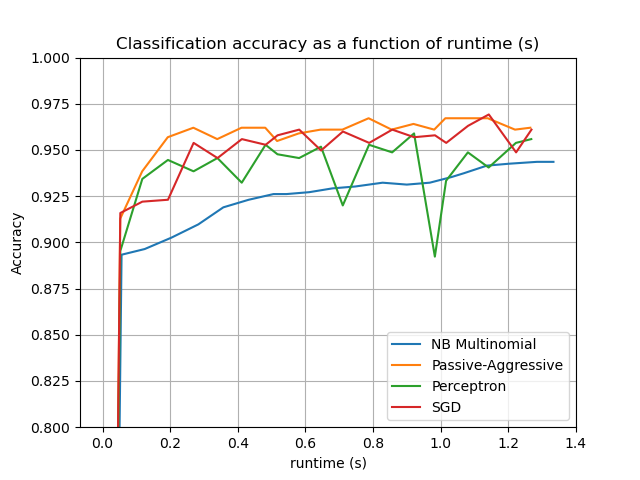 Classification accuracy as a function of runtime (s)
1.000
0.975
0.950
0.925
0.900
0.875
0.850
0.825
0.800
Accuracy
NB Multinomial
Passive-Aggressive
Perceptron
SGD
0.0 0.2 0.4 0.6 0.8 1.0 1.2 1.4
runtime (s)